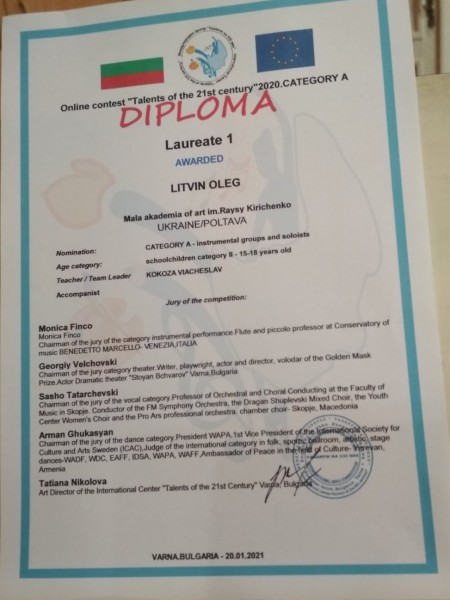 Online contest "Talents of the 21st century"2020.CATEGORY A
DIPLOMA
Laureate 1
AWARDED
LITVIN OLEG
Mala akademia of art im.Raysy Kirichenko
UKRAINE/POLTAVA
Nomination: CATEGORY A - instrumental groups and soloists
Age category: schoolchildren category II - 15-18 years old
Teacher / Team Leader KOKOZA VIACHESLAV
Accompanist
Jury of the competition:
Monica Finco
Monica Finco
Chairman of the jury of the category instrumental performance.Flute and piccolo professor at Conservatory of
music BENEDETTO MARCELLO- VENEZIA,ITALIA
Georgiy Velchovski
Chairman of the jury category theater.Writer, playwright, actor and director, volodar of the Golden Mask
Prize.Actor Dramatic theater "Stoyan Bchvarov" Varna,Bulgaria
Sasho Tatarchevski
Chairman of the jury of the vocal category.Professor of Orchestral and Choral Conducting at the Faculty of
Music in Skopje. Conductor of the FM Symphony Orchestra, the Dragan Shuplevski Mixed Choir, the Youth
Center Women's Choir and the Pro Ars professional orchestra. chamber choir- Skopje, Macedonia
Arman Ghukasyan
Chairman of the jury of the dance category President WAPA.1st Vice President of the International Society for
Culture and Arts Sweden (ICAC),Judge of the international category in folk, sports, ballroom, artistic, stage
dances-WADF, WDC, EAFF, IDSA, WAPA, WAFF,Ambassador of Peace in the field of Culture- Yerevan,
Armenia
Tatiana Nikolova
Art Director of the International Center "Talents of the 21st Century" Varna, Bulgaria
VARNA,BULGARIA - 20.01.2021